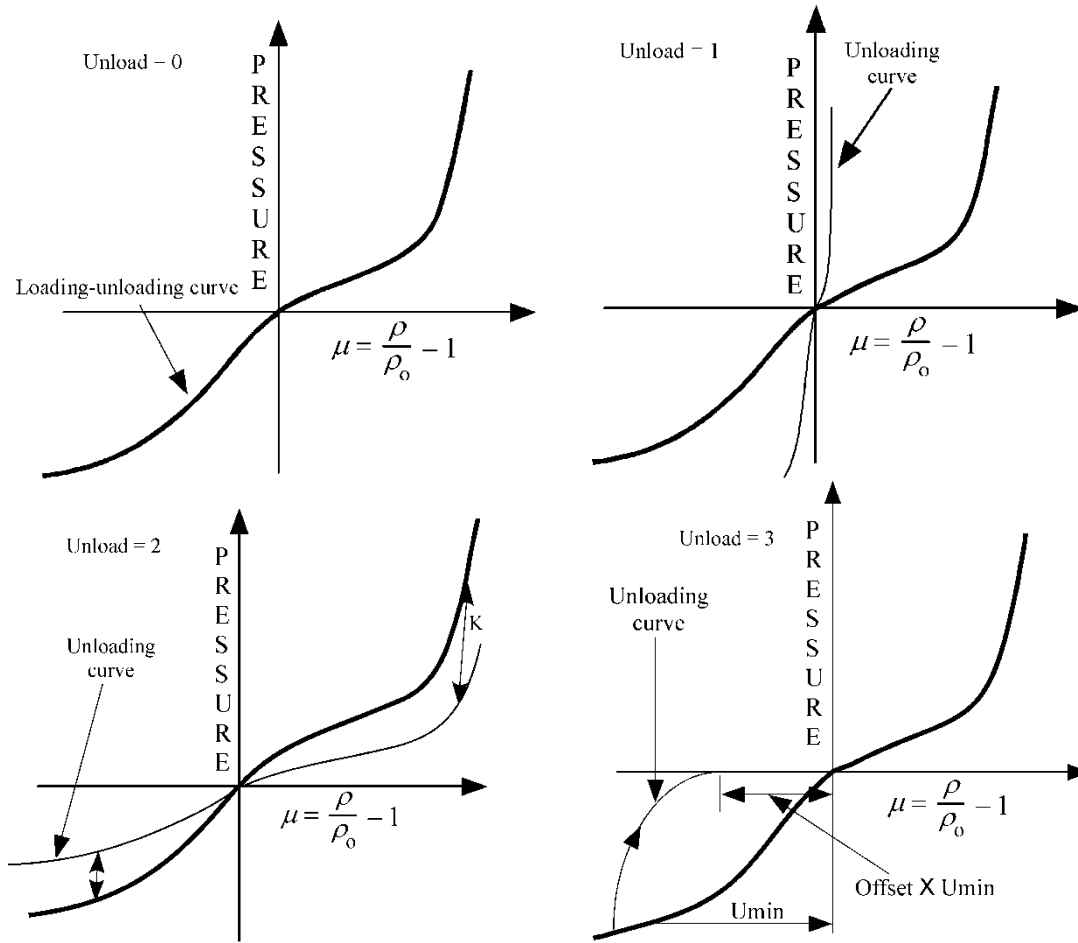 Unload – 0
PRESSURE
Loading-unloading curve
μ = ρ/ρo − 1
Unload – 1
PRESSURE
Unloading
curve
μ = ρ/ρo − 1
Unload = 2
PRESSURE
Unloading
curve
K
μ = ρ/ρo − 1
Unload = 3
PRESSURE
Unloading
curve
μ = ρ/ρo − 1
Offset X Umin
Umin